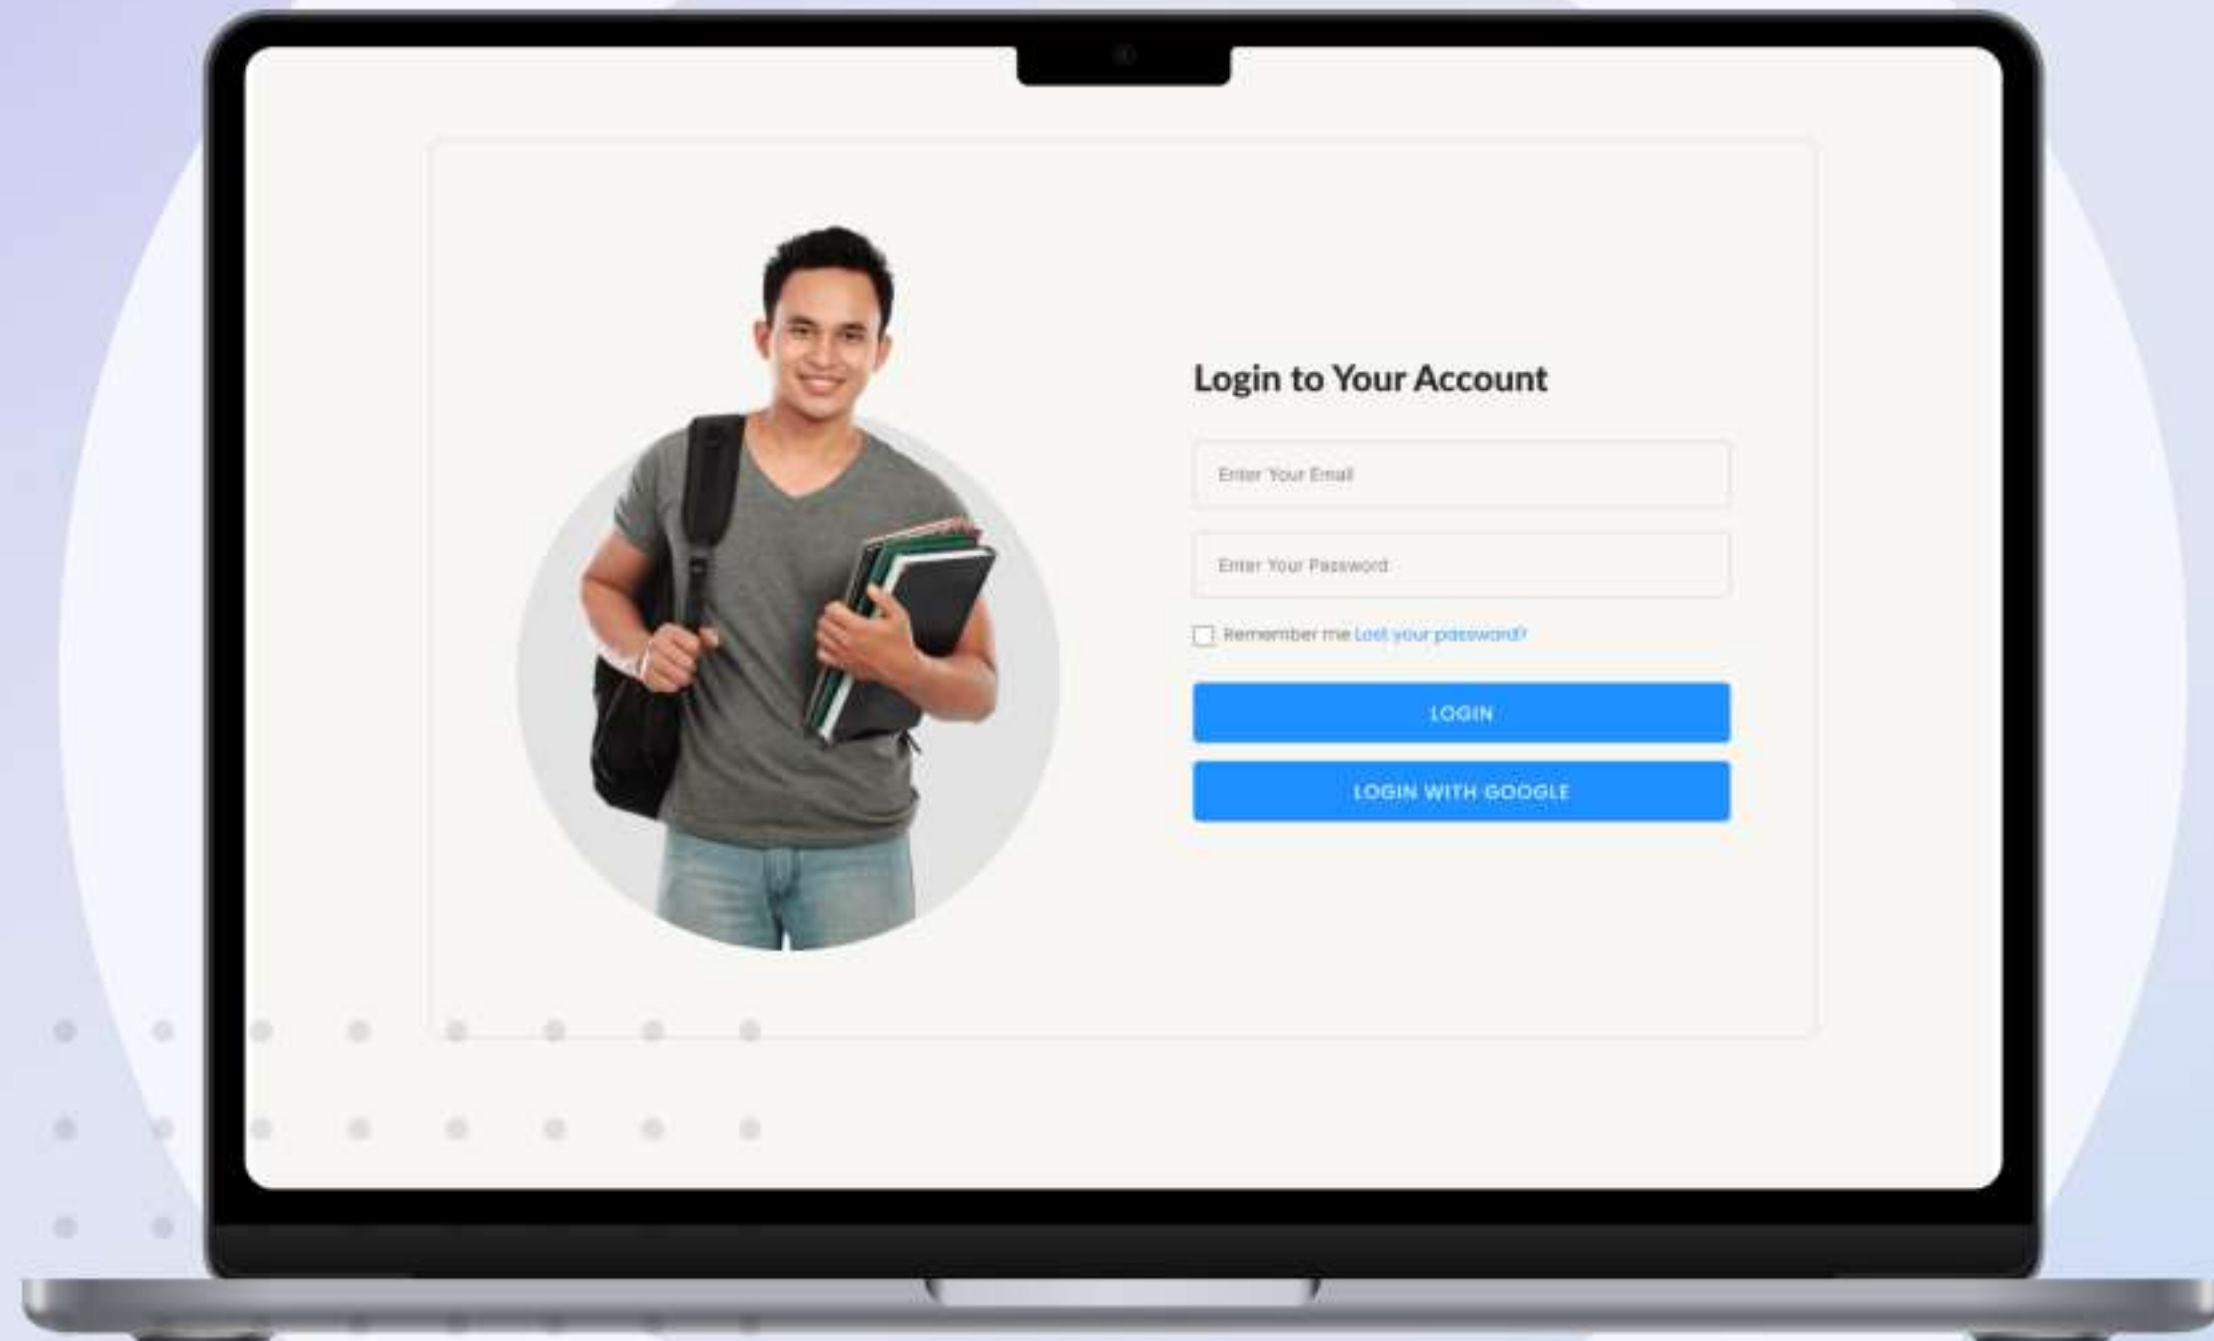 Login to Your Account
Enter Your Email
Enter Your Password
Remember me Lost your password?
LOGIN
LOGIN WITH GOOGLE